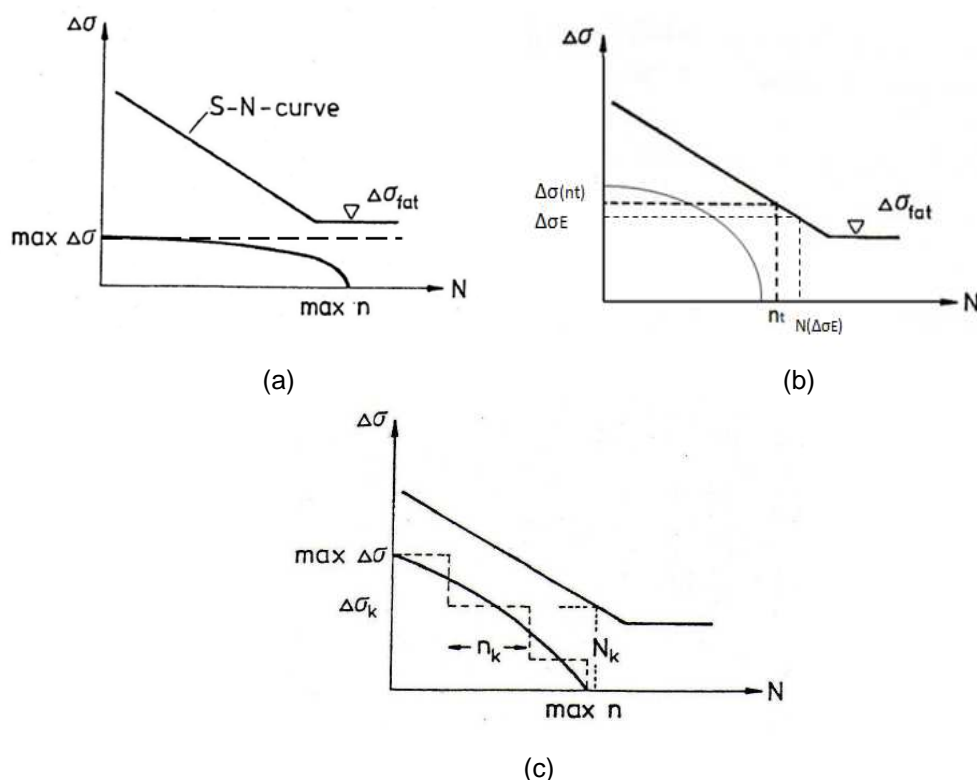 Δσ
S-N-curve
Δσfat
max Δσ
N
max n
(a)
Δσ
Δσ(nt)
ΔσE
Δσfat
nt
N(ΔσE)
N
(b)
Δσ
max Δσ
Δσk
nk
Nk
N
max n
(c)